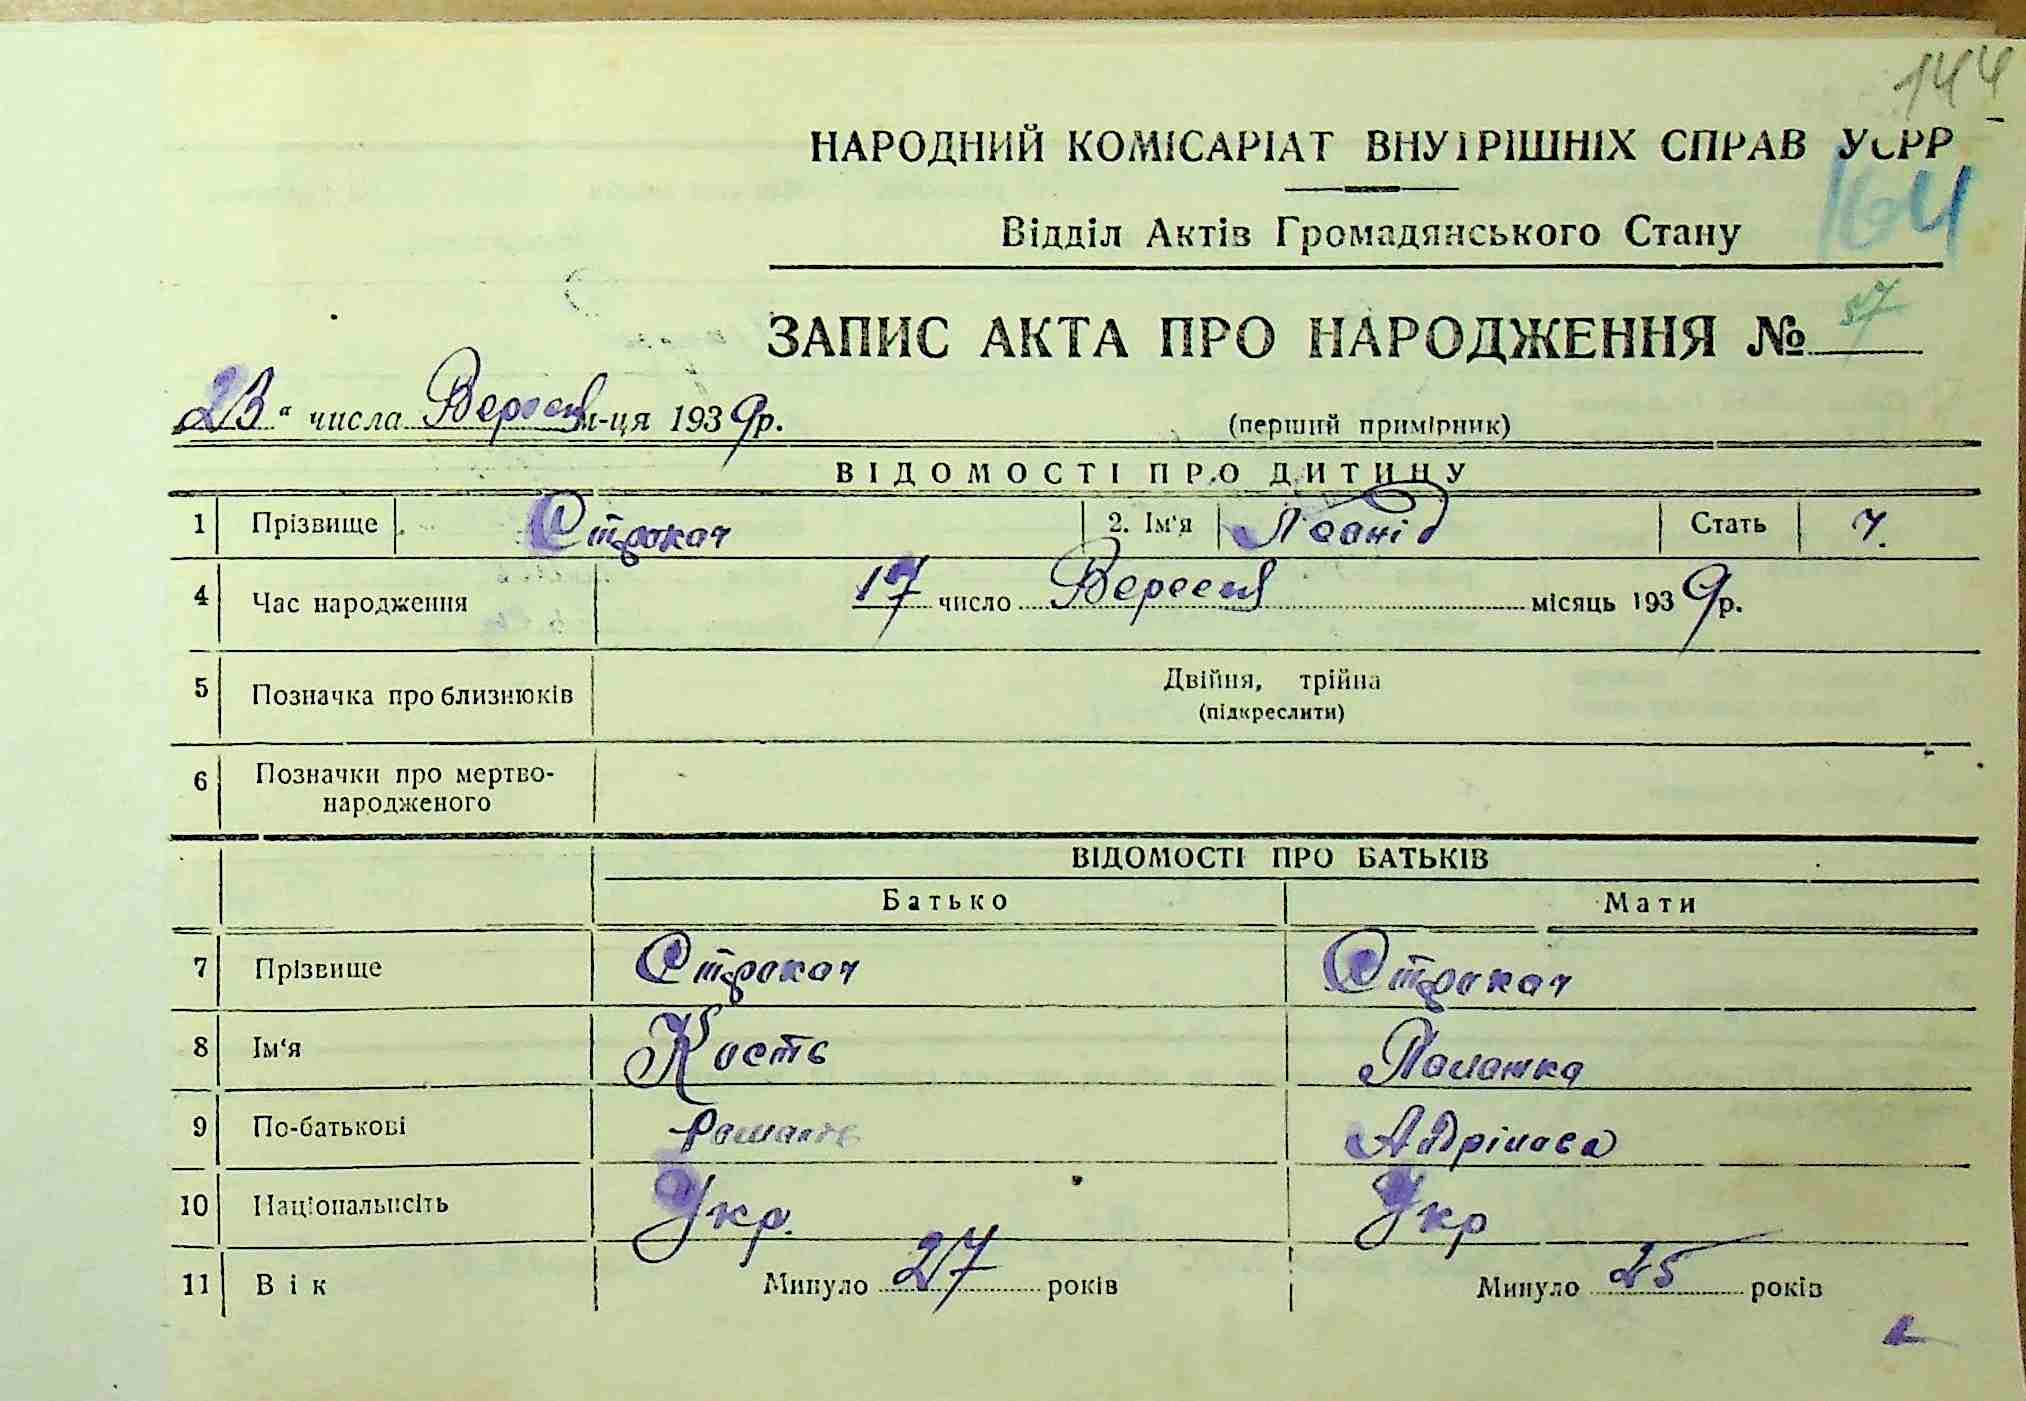 144
НАРОДНИЙ КОМІСАРІАТ ВНУТРІШНІХ СПРАВ УСРР
164
Відділ Актів Громадянського Стану
ЗАПИС АКТА ПРО НАРОДЖЕННЯ № 57
23" числа Вересня м-ця 1939р.
(перший примірник)
ВІДОМОСТІ ПРО ДИТИНУ
1 Прізвище Строкач 2. Ім'я Леонід Стать Ч.
4 Час народження 17 число Вересня місяць 1939р.
5 Позначка про близнюків Двійня, трійна
(підкреслити)
6 Позначки про мертво-
народженого
ВІДОМОСТІ ПРО БАТЬКІВ
Батько Мати
7 Прізвище Строкач Строкач
8 Ім'я Кость Палажка
9 По-батькові Роман
10 Національність Укр. Укр
11 Вік Минуло 27 років Минуло 25 років